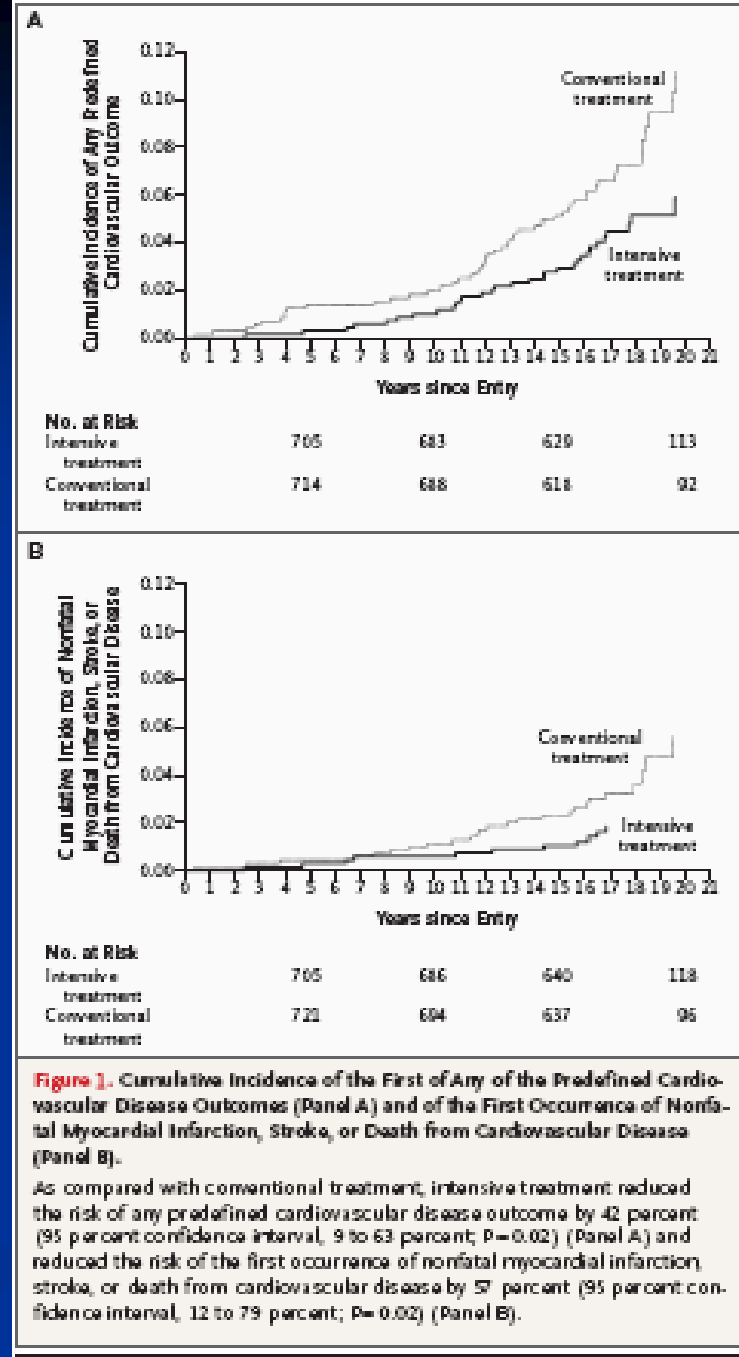 A
Cumulative Incidence of Any Predefined
Cardiovascular Outcome
0.12
0.10
0.08
0.06
0.04
0.02
0.00
Conventional
treatment
Intensive
treatment
0 1 2 3 4 5 6 7 8 9 10 11 12 13 14 15 16 17 18 19 20 21
Years since Entry
No. at Risk
Intensive
treatment
705 683 629 113
Conventional
treatment
714 688 618 92
B
Cumulative Incidence of Nonfatal
Myocardial Infarction, Stroke, or
Death from Cardiovascular Disease
0.12
0.10
0.08
0.06
0.04
0.02
0.00
Conventional
treatment
Intensive
treatment
0 1 2 3 4 5 6 7 8 9 10 11 12 13 14 15 16 17 18 19 20 21
Years since Entry
No. at Risk
Intensive
treatment
705 686 640 118
Conventional
treatment
721 694 637 96
Figure 1. Cumulative Incidence of the First of Any of the Predefined Cardio-
vascular Disease Outcomes (Panel A) and of the First Occurrence of Nonfa-
tal Myocardial Infarction, Stroke, or Death from Cardiovascular Disease
(Panel B).
As compared with conventional treatment, intensive treatment reduced
the risk of any predefined cardiovascular disease outcome by 42 percent
(95 percent confidence interval, 9 to 63 percent; P=0.02) (Panel A) and
reduced the risk of the first occurrence of nonfatal myocardial infarction,
stroke, or death from cardiovascular disease by 57 percent (95 percent con-
fidence interval, 12 to 79 percent; P=0.02) (Panel B).